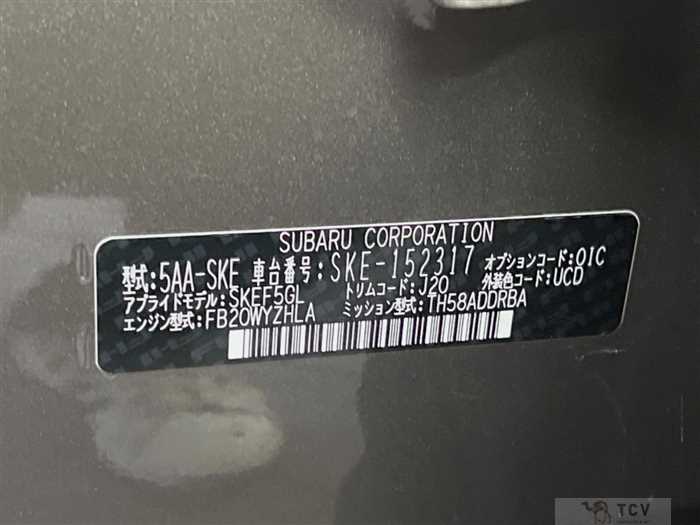 SUBARU CORPORATION
型式:5AA-SKE 車台番号:SKE-152317 オプションコード:OIC
アプライドモデル:SKEF5GL トリムコード:J20 外装色コード:UCD
エンジン型式:FB20WYZHLA ミッション型式:TH58ADDRBA
TCV